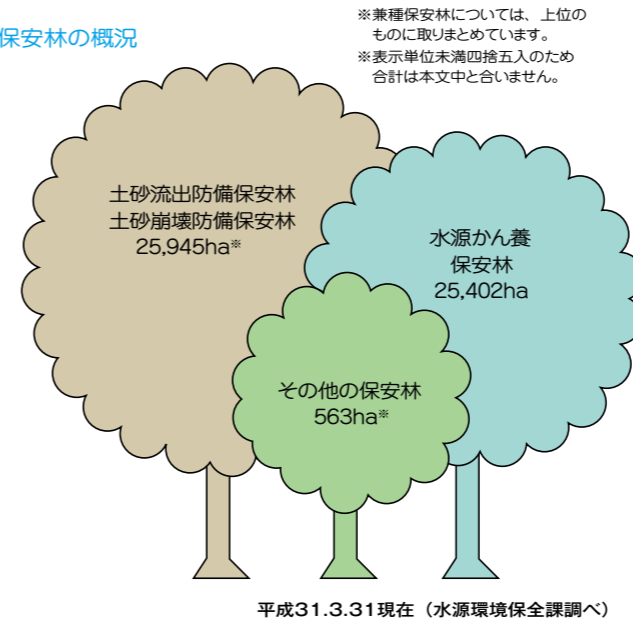 保安林の概況
※兼種保安林については、上位の
ものに取りまとめています。
※表示単位未満四捨五入のため
合計は本文中と合いません。
土砂流出防備保安林
土砂崩壊防備保安林
25,945ha※
水源かん養
保安林
25,402ha
その他の保安林
563ha※
平成31.3.31現在（水源環境保全課調べ）